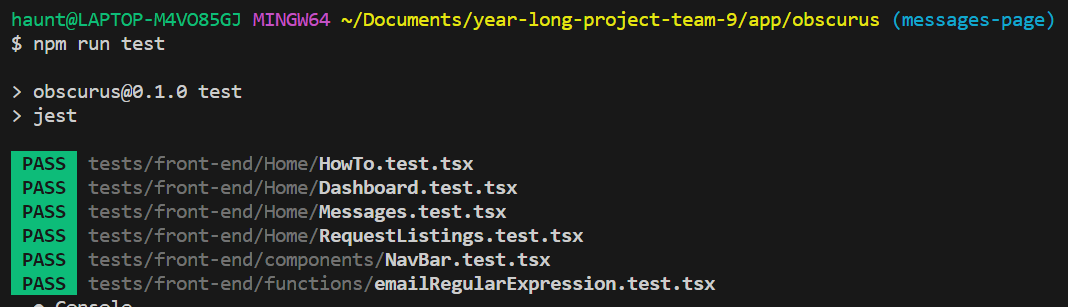 haunt@LAPTOP-M4VO85GJ MINGW64 ~/Documents/year-long-project-team-9/app/obscurus (messages-page)
$ npm run test
> obscurus@0.1.0 test
> jest
PASS tests/front-end/Home/HowTo.test.tsx
PASS tests/front-end/Home/Dashboard.test.tsx
PASS tests/front-end/Home/Messages.test.tsx
PASS tests/front-end/Home/RequestListings.test.tsx
PASS tests/front-end/components/NavBar.test.tsx
PASS tests/front-end/functions/emailRegularExpression.test.tsx
● Console